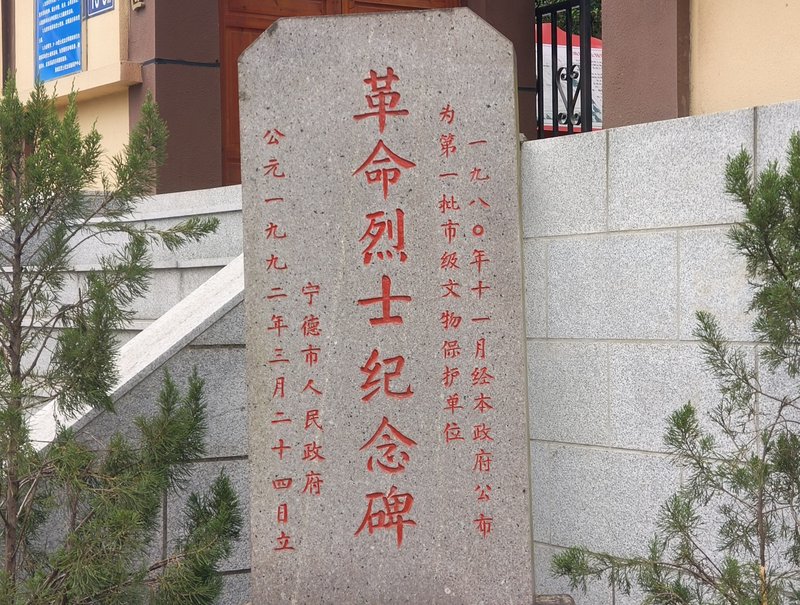 一九八〇年十一月经本政府公布
为第一批市级文物保护单位
革命烈士纪念碑
宁德市人民政府
公元一九九二年三月二十四日立